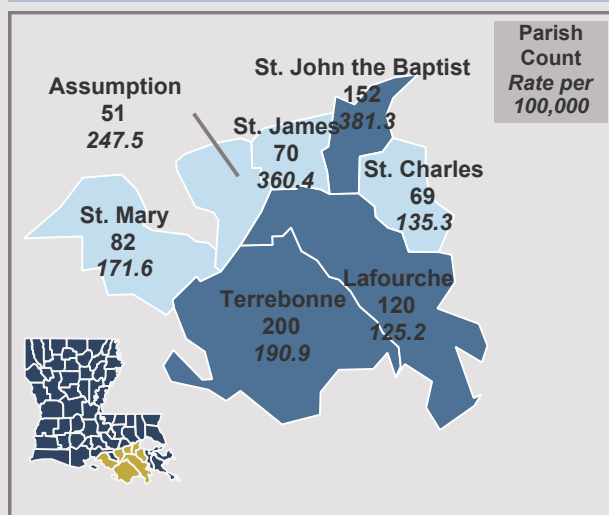 Parish
Count
Rate per
100,000
St. John the Baptist
152
381.3
Assumption
51
247.5
St. James
70
360.4
St. Charles
69
135.3
St. Mary
82
171.6
Lafourche
120
125.2
Terrebonne
200
190.9